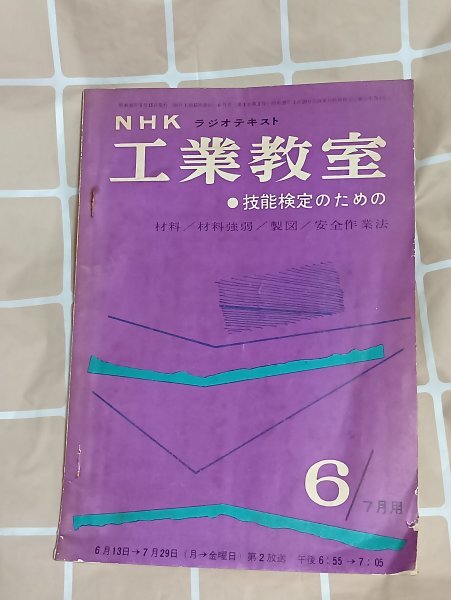 NHK ラジオテキスト
工業教室
●技能検定のための
材料／材料強弱／製図／安全作業法
6/7月用
6月13日→7月29日（月→金曜日）第2放送 午後6：55→7：05